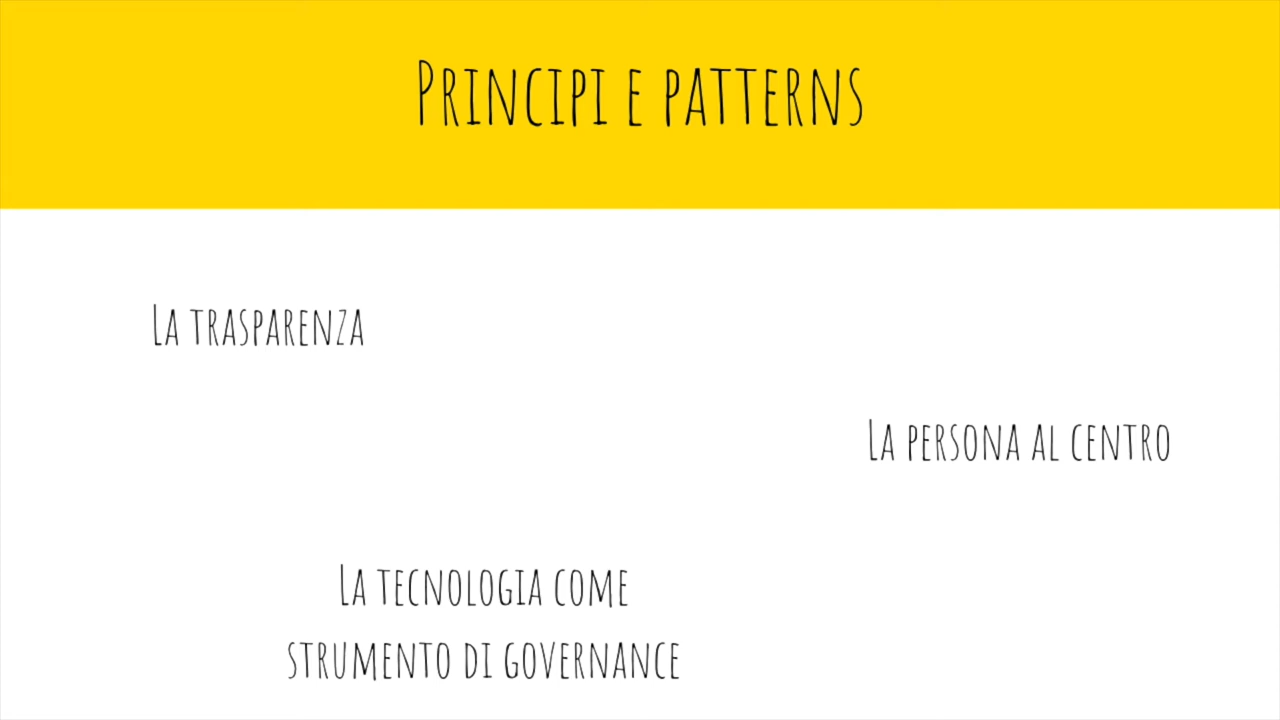 Principi e patterns
La trasparenza
La persona al centro
La tecnologia come
strumento di governance